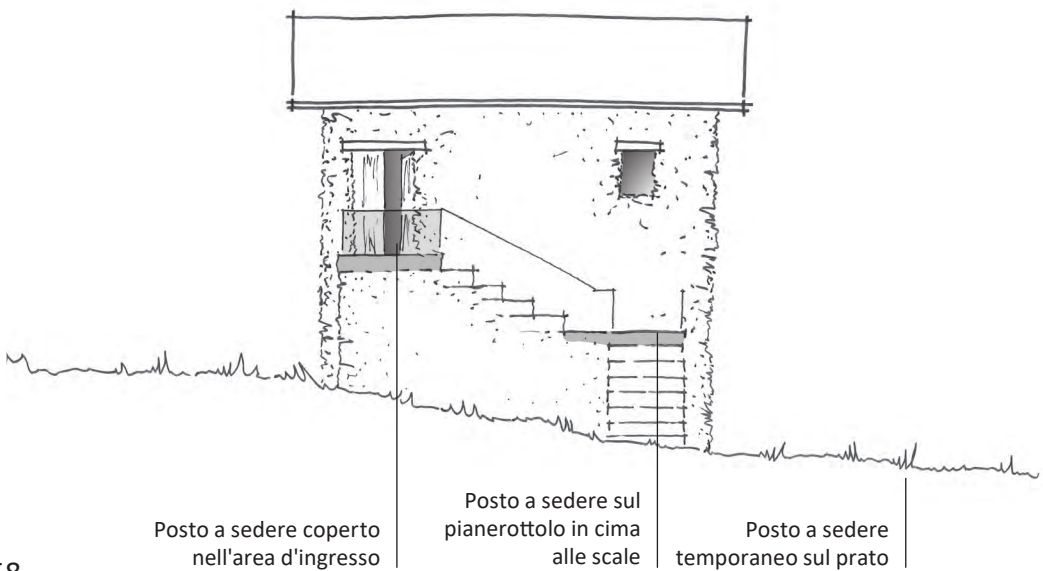 Posto a sedere coperto
nell'area d'ingresso
Posto a sedere sul
pianerottolo in cima
alle scale
Posto a sedere
temporaneo sul prato